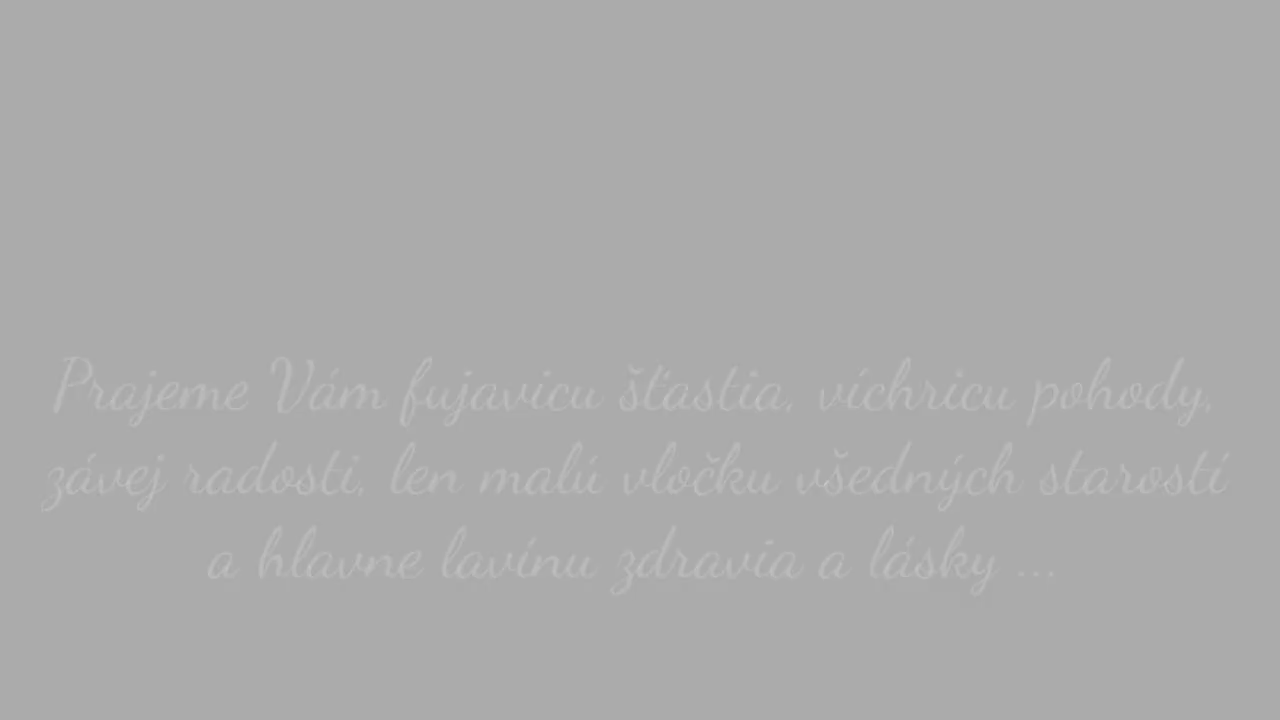 Prajeme Vám fujavicu šťastia, víchricu pohody,
závej radosti, len malú vločku všedných starostí
a hlavne lavínu zdravia a lásky ...